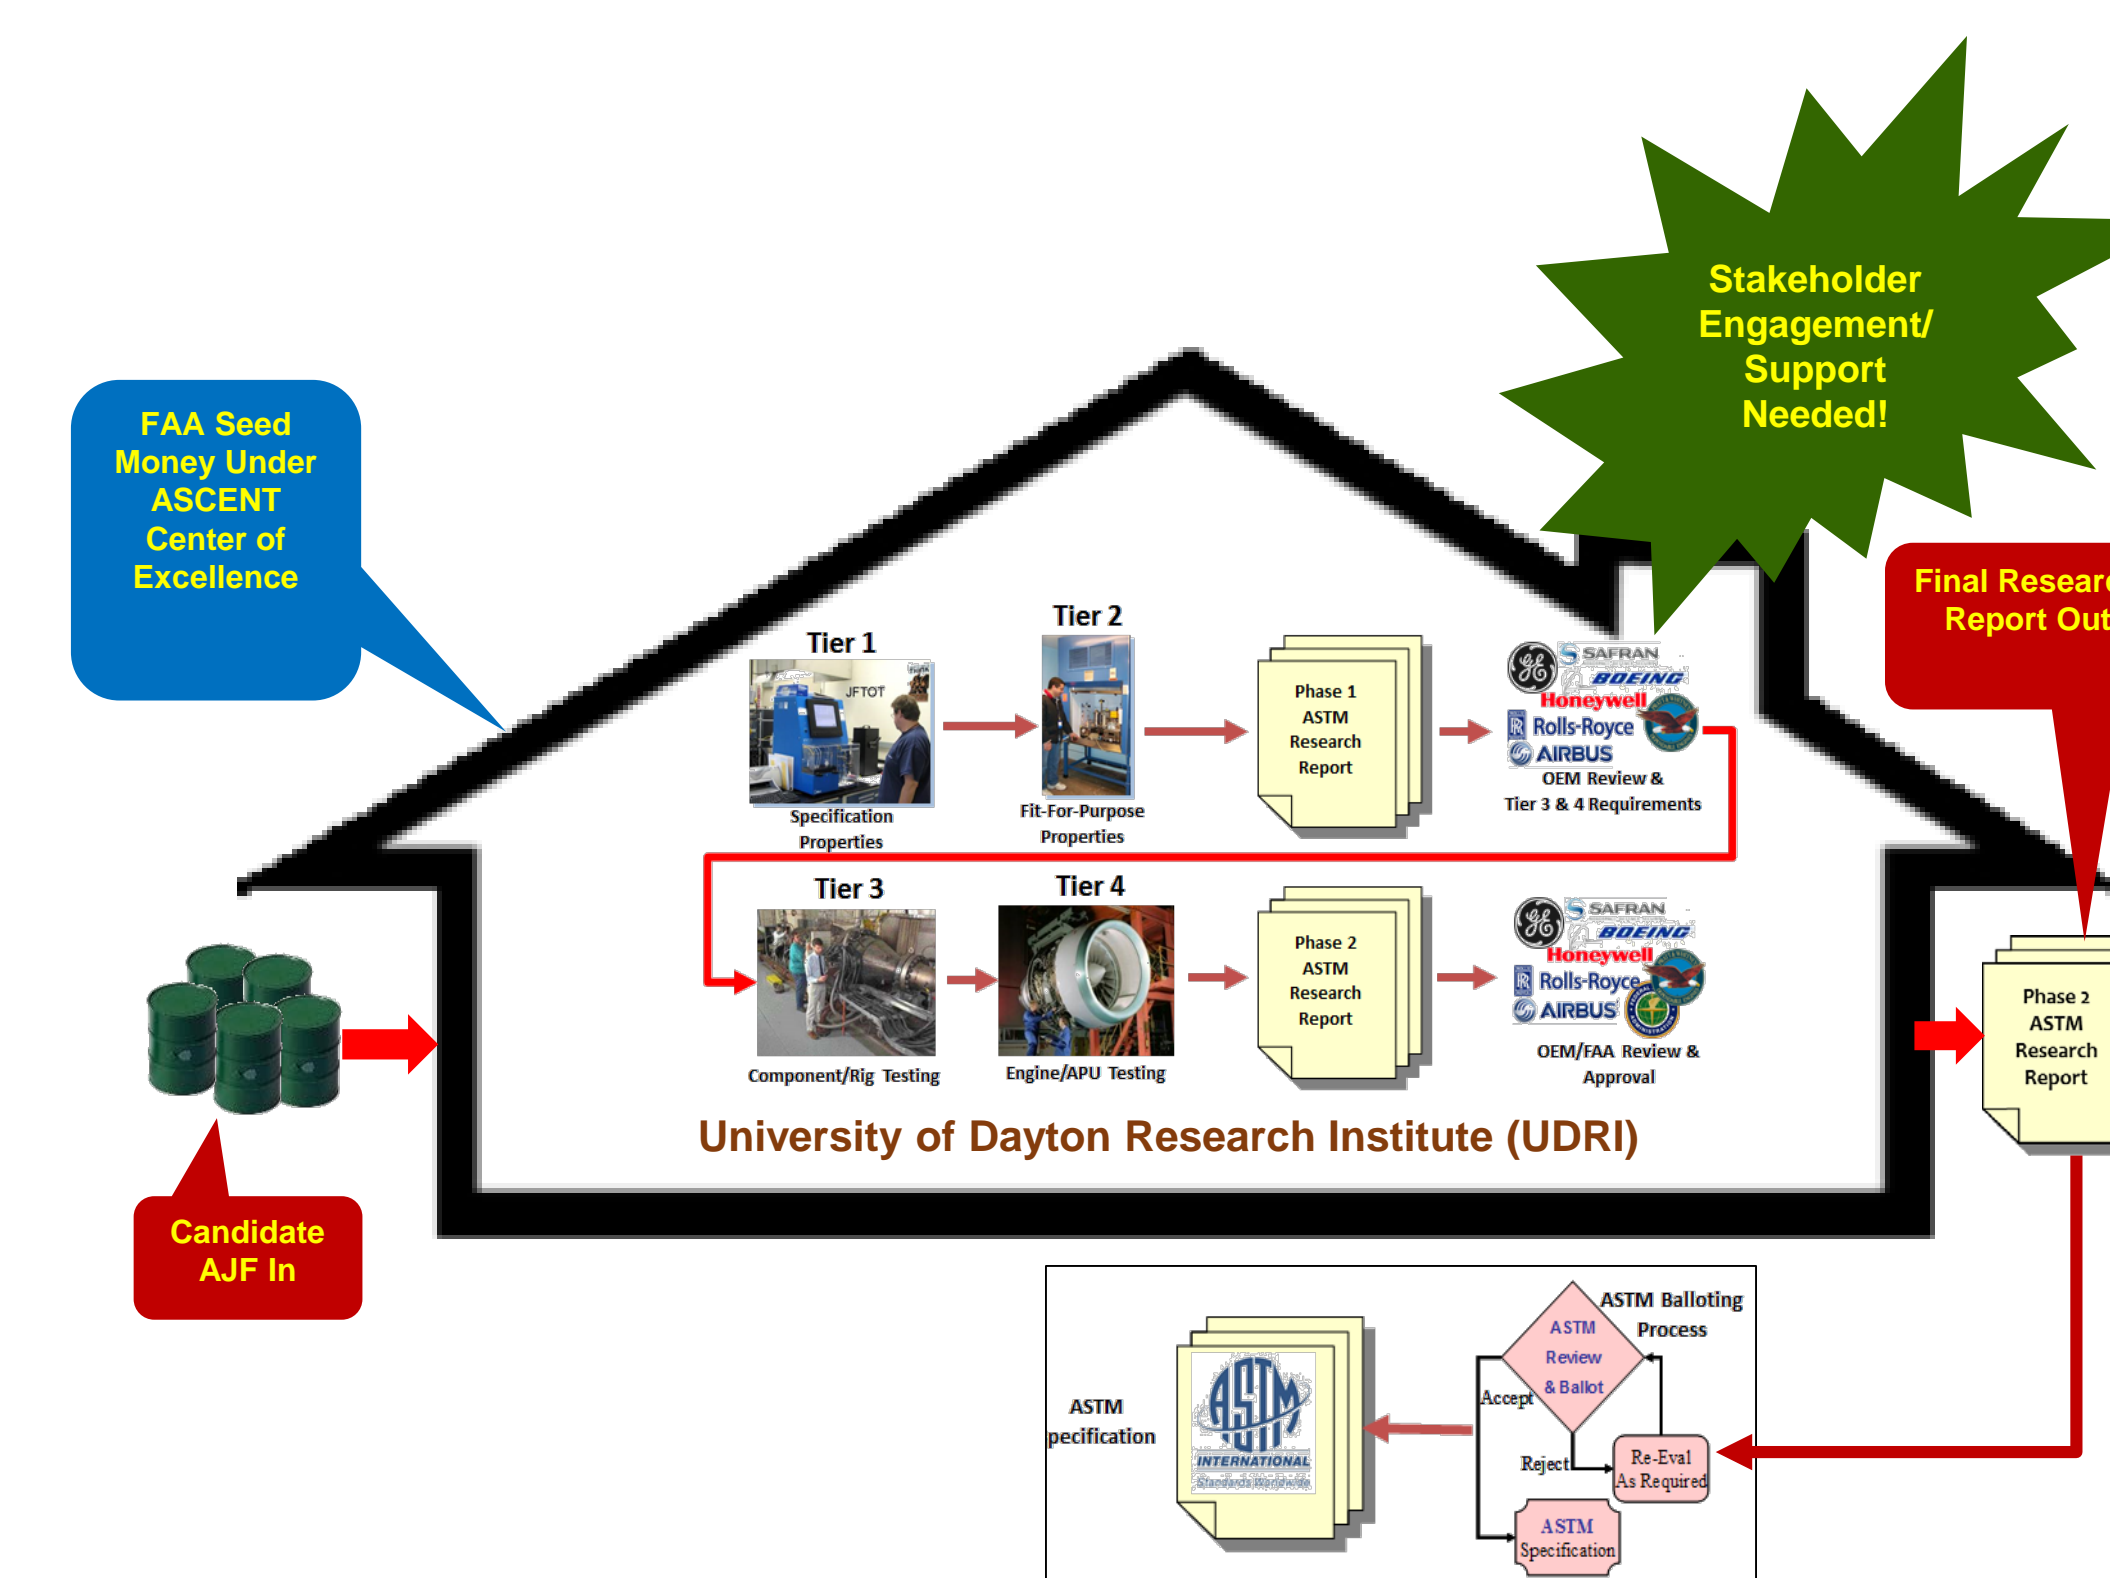 Stakeholder
Engagement/
Support
Needed!
FAA Seed
Money Under
ASCENT
Center of
Excellence
Final Resear
Report Out
Tier 1
JFTOT
Specification
Properties
Tier 2
Fit-For-Purpose
Properties
Phase 1
ASTM
Research
Report
GE
SAFRAN
BOEING
Honeywell
Rolls-Royce
AIRBUS
OEM Review &
Tier 3 & 4 Requirements
Tier 3
Component/Rig Testing
Tier 4
Engine/APU Testing
Phase 2
ASTM
Research
Report
GE
SAFRAN
BOEING
Honeywell
Rolls-Royce
AIRBUS
OEM/FAA Review &
Approval
University of Dayton Research Institute (UDRI)
Candidate
AJF In
Phase 2
ASTM
Research
Report
ASTM
pecification
ASTM
INTERNATIONAL
Standards Worldwide
ASTM Balloting
Process
ASTM
Review
& Ballot
Accept
Reject
Re-Eval
As Required
ASTM
Specification